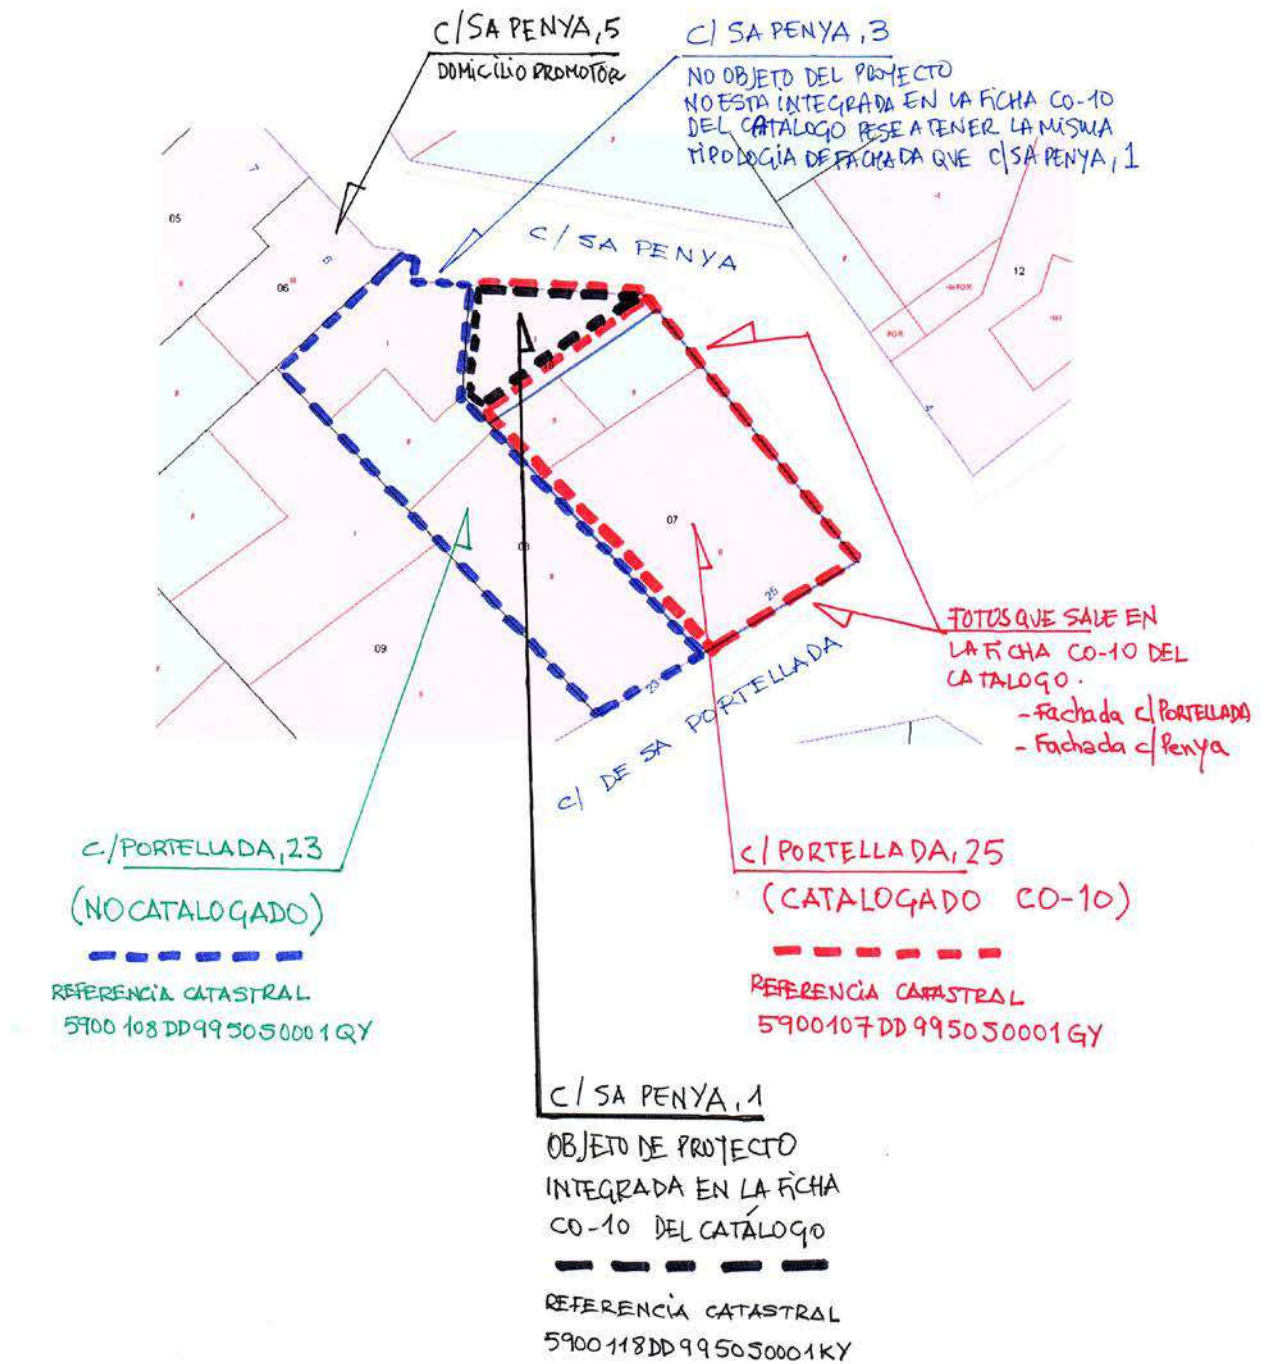 C/SA PENYA,5
DOMICILIO PROMOTOR
C/ SA PENYA,3
NO OBJETO DEL PROYECTO
NO ESTA INTEGRADA EN LA FICHA CO-10
DEL CATALOGO PESE A TENER LA MISMA
TIPOLOGIA DE FACHADA QUE C/SA PENYA,1
C/ SA PENYA
05
06
7
12
POR
07
08
09
25
23
C/ DE SA PORTELLADA
FOTOS QUE SALE EN
LA FICHA CO-10 DEL
CATALOGO.
- Fachada c/PORTELLADA
- Fachada c/Penya
C/PORTELLADA,23
(NO CATALOGADO)
REFERENCIA CATASTRAL
5900108DD9950S0001QY
C/PORTELLADA,25
(CATALOGADO CO-10)
REFERENCIA CATASTRAL
5900107DD9950S0001GY
C/ SA PENYA,1
OBJETO DE PROYECTO
INTEGRADA EN LA FICHA
CO-10 DEL CATÁLOGO
REFERENCIA CATASTRAL
5900118DD9950S0001KY